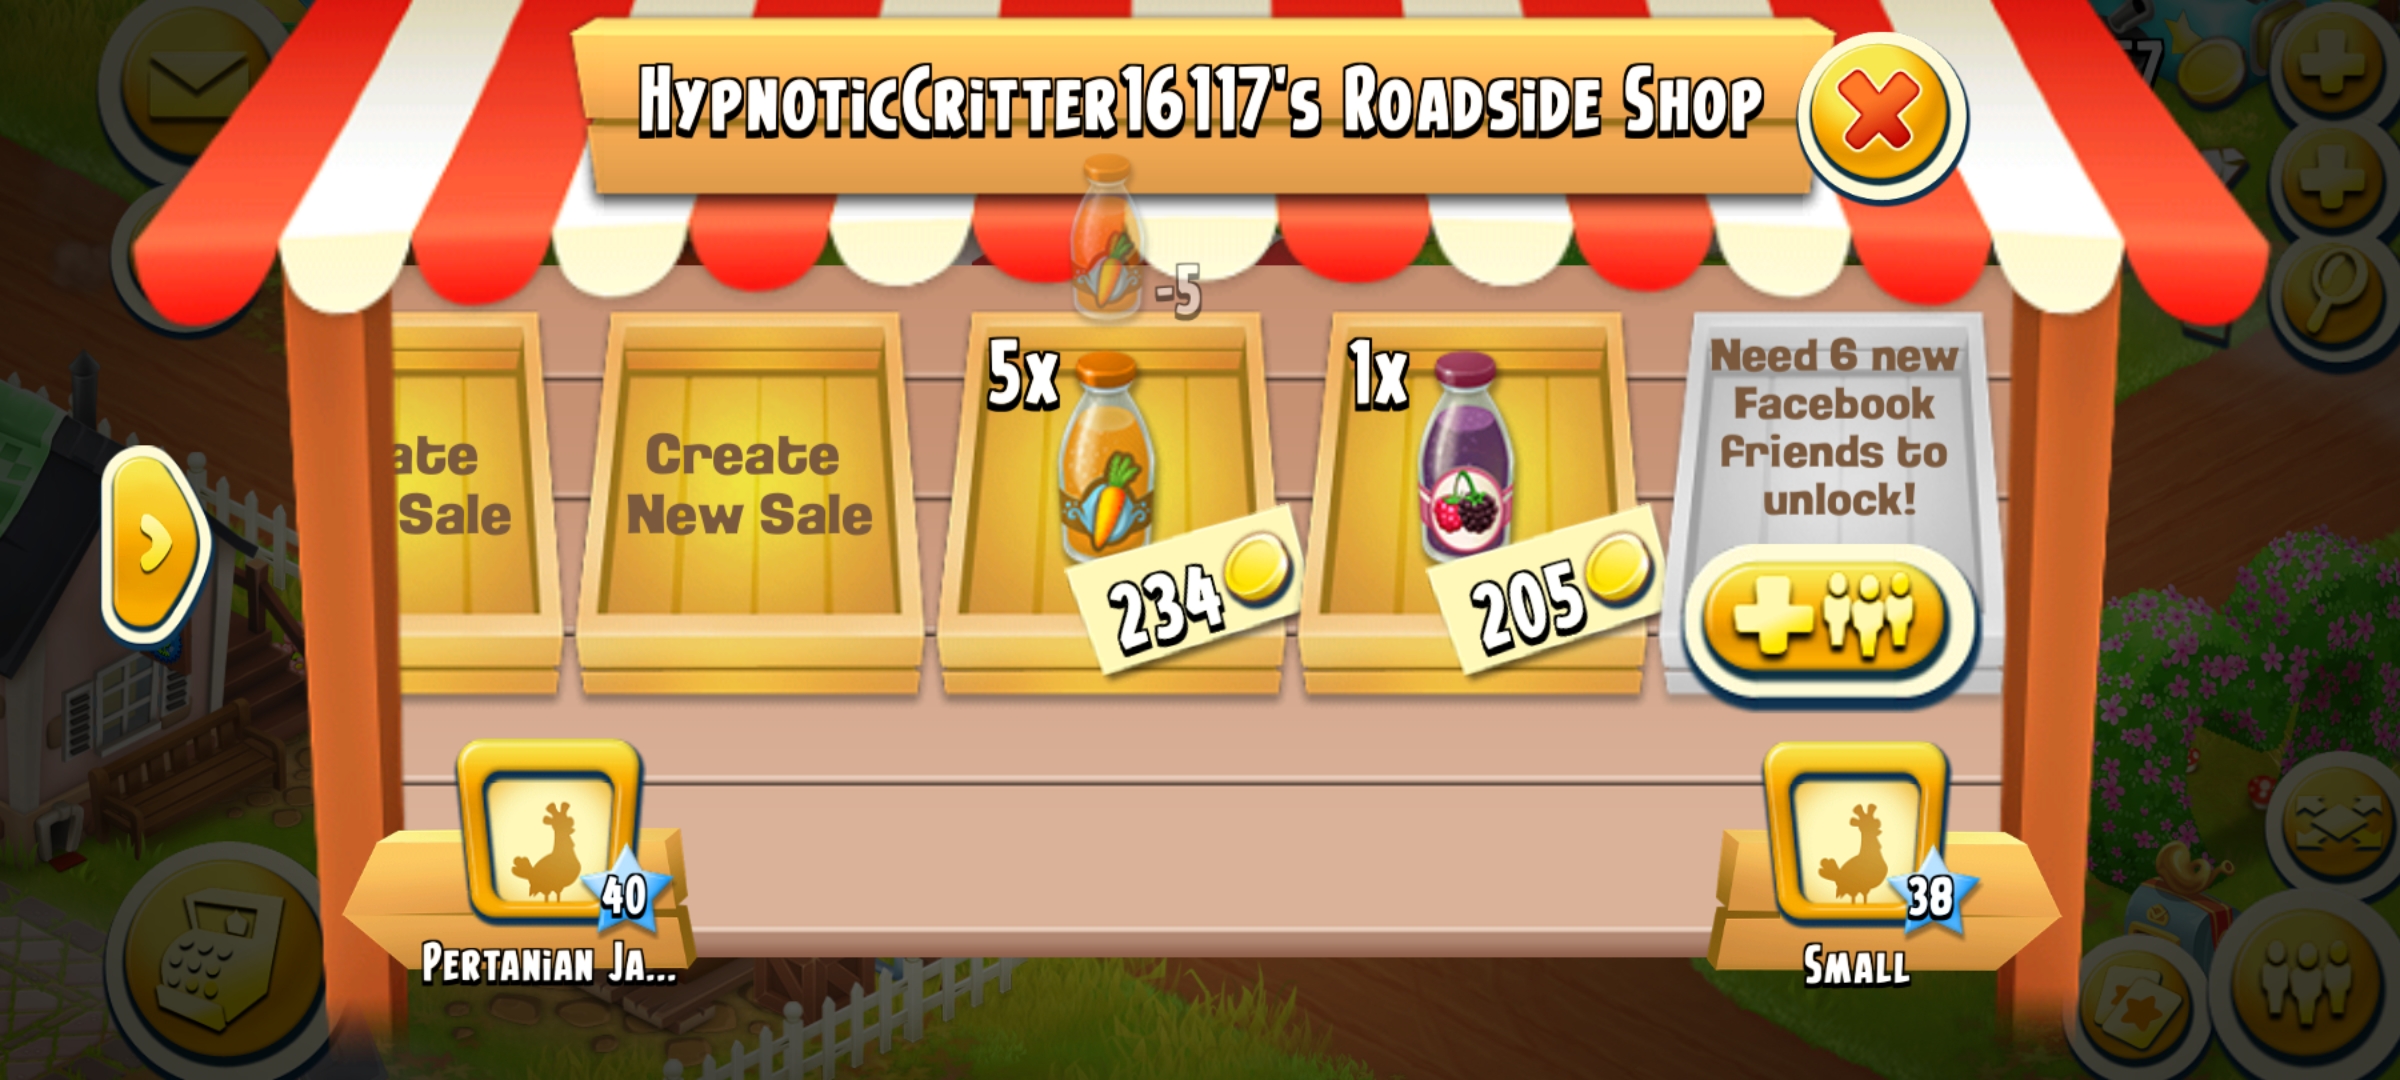 HypnoticCritter16117's Roadside Shop
-5
ate
Sale
Create
New Sale
5x
234
1x
205
Need 6 new
Facebook
friends to
unlock!
40
Pertanian Ja...
38
Small